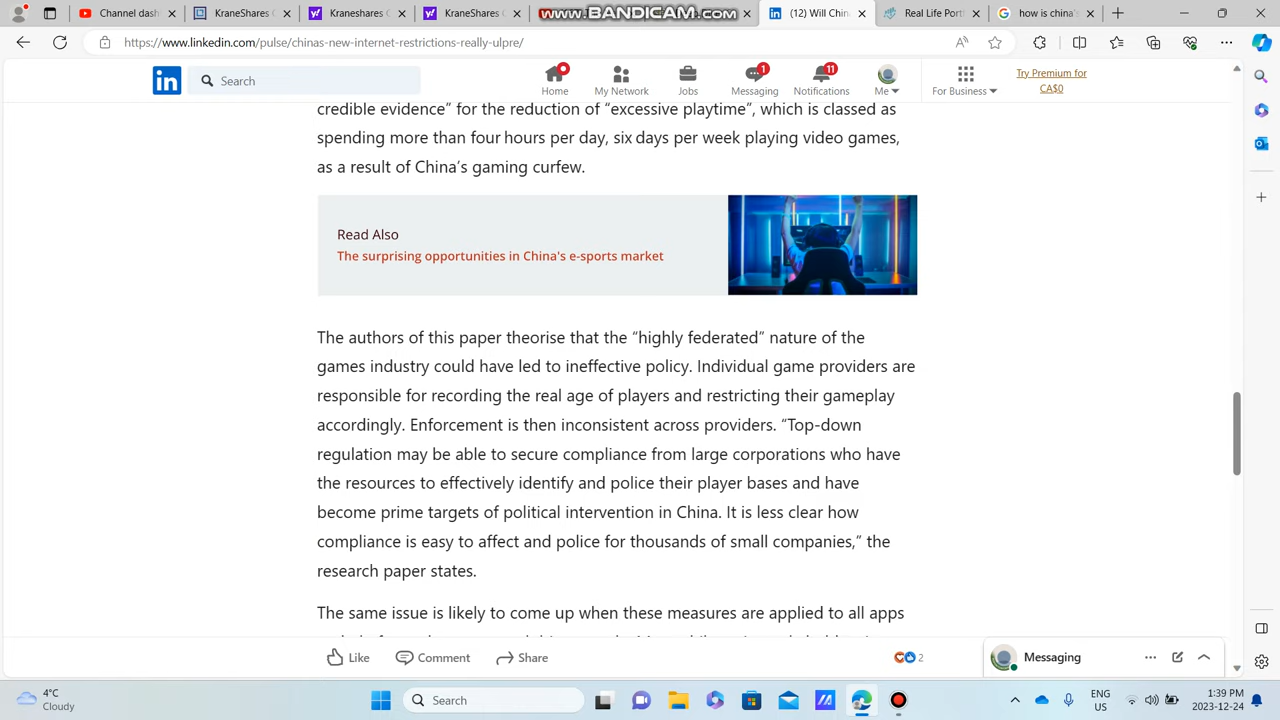 Channel dash
KraneShares C
Kraneshares C
KraneShares C
www.BANDICAM.com
(12) Will Chin
Real Life Port
how is china's
https://www.linkedin.com/pulse/chinas-new-internet-restrictions-really-ulpre/
in
Search
Home
My Network
Jobs
1
Messaging
11
Notifications
Me
For Business
Try Premium for
CA$0
credible evidence” for the reduction of “excessive playtime”, which is classed as
spending more than four hours per day, six days per week playing video games,
as a result of China’s gaming curfew.
Read Also
The surprising opportunities in China's e-sports market
The authors of this paper theorise that the “highly federated” nature of the
games industry could have led to ineffective policy. Individual game providers are
responsible for recording the real age of players and restricting their gameplay
accordingly. Enforcement is then inconsistent across providers. “Top-down
regulation may be able to secure compliance from large corporations who have
the resources to effectively identify and police their player bases and have
become prime targets of political intervention in China. It is less clear how
compliance is easy to affect and police for thousands of small companies,” the
research paper states.
The same issue is likely to come up when these measures are applied to all apps
Like
Comment
Share
2
Messaging
4°C
Cloudy
Search
ENG
CA
1:39 PM
2023-12-24